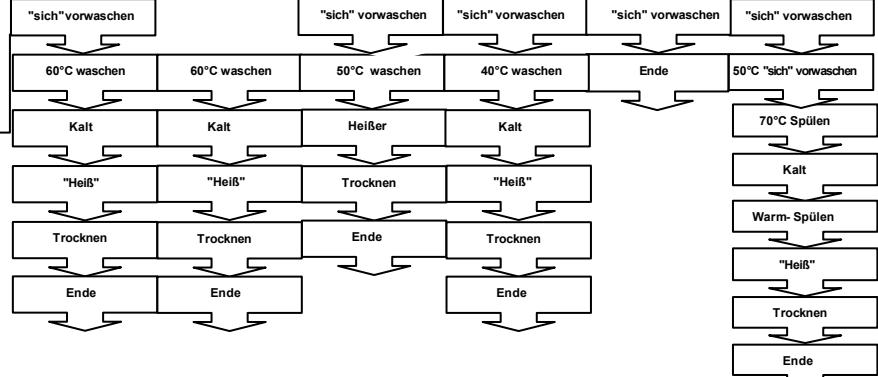 "sich"vorwaschen
"sich" vorwaschen
"sich" vorwaschen
"sich" vorwaschen
"sich" vorwaschen
60°C waschen
60°C waschen
50°C waschen
40°C waschen
Ende
50°C "sich" vorwaschen
Kalt
Kalt
Heißer
Kalt
70°C Spülen
"Heiß"
"Heiß"
Trocknen
"Heiß"
Kalt
Trocknen
Trocknen
Ende
Trocknen
Warm- Spülen
Ende
Ende
Ende
"Heiß"
Trocknen
Ende